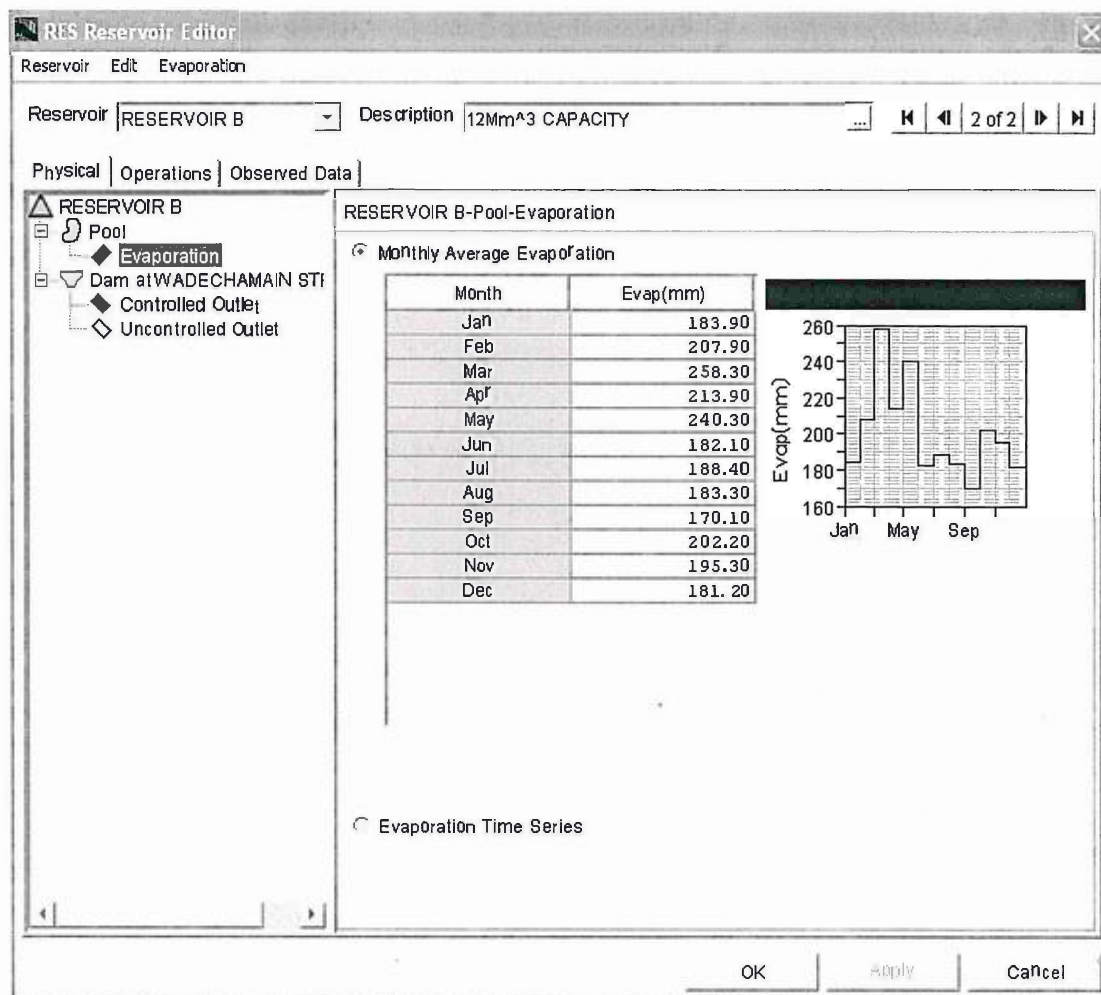 RES Reservoir Editor
Reservoir Edit Evaporation
Reservoir RESERVOIR B Description 12Mm^3 CAPACITY ... 2 of 2
Physical Operations Observed Data
RESERVOIR B
Pool
Evaporation
Dam atWADECHAMAIN STF
Controlled Outlet
Uncontrolled Outlet
RESERVOIR B-Pool-Evaporation
Monthly Average Evaporation
Month Evap(mm)
Jan 183.90
Feb 207.90
Mar 258.30
Apr 213.90
May 240.30
Jun 182.10
Jul 188.40
Aug 183.30
Sep 170.10
Oct 202.20
Nov 195.30
Dec 181.20
Evap(mm)
260
240
220
200
180
160
Jan May Sep
Evaporation Time Series
OK Apply Cancel